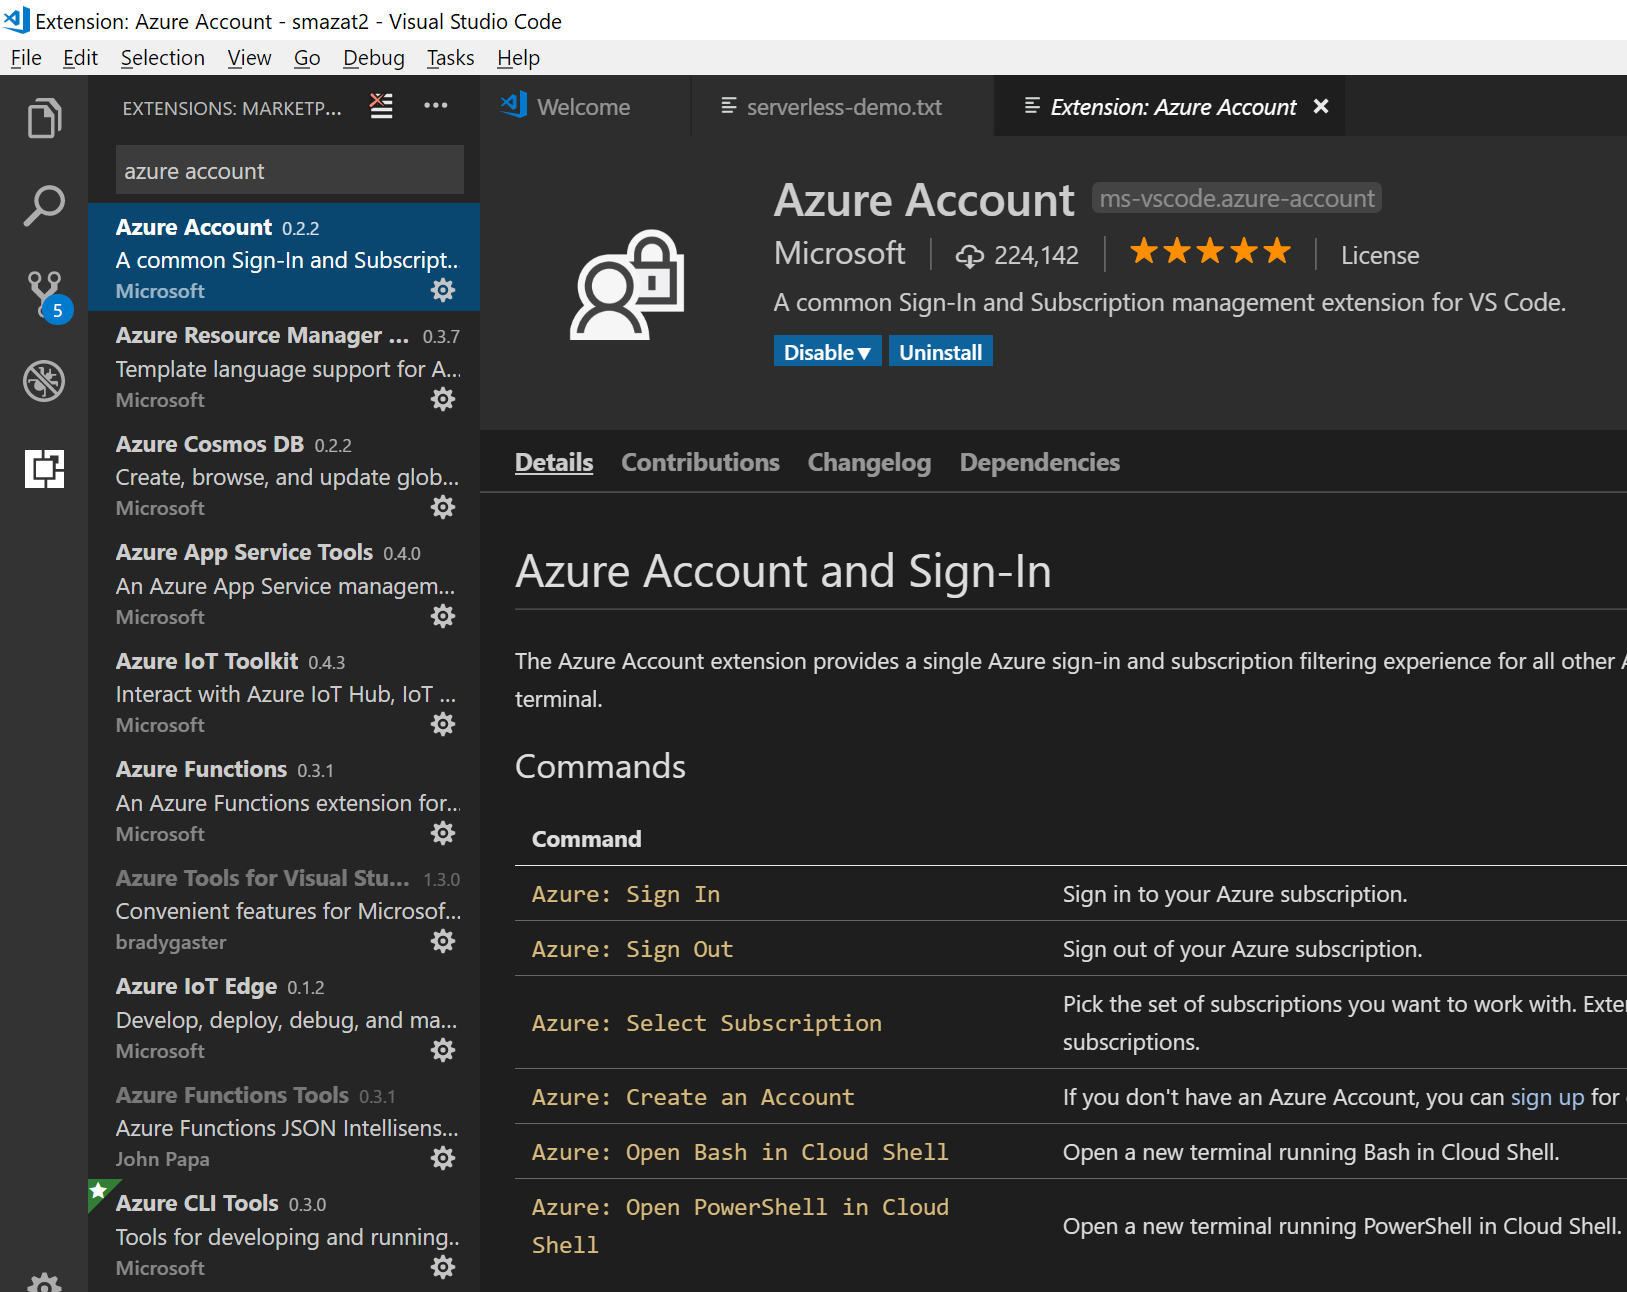 Extension: Azure Account - smazat2 - Visual Studio Code
File Edit Selection View Go Debug Tasks Help
EXTENSIONS: MARKETP...
azure account
Azure Account 0.2.2
A common Sign-In and Subscript..
Microsoft
Azure Resource Manager ... 0.3.7
Template language support for A...
Microsoft
Azure Cosmos DB 0.2.2
Create, browse, and update glob...
Microsoft
Azure App Service Tools 0.4.0
An Azure App Service managem...
Microsoft
Azure IoT Toolkit 0.4.3
Interact with Azure IoT Hub, IoT ...
Microsoft
Azure Functions 0.3.1
An Azure Functions extension for...
Microsoft
Azure Tools for Visual Stu... 1.3.0
Convenient features for Microsof...
bradygaster
Azure IoT Edge 0.1.2
Develop, deploy, debug, and ma...
Microsoft
Azure Functions Tools 0.3.1
Azure Functions JSON Intellisens...
John Papa
Azure CLI Tools 0.3.0
Tools for developing and running..
Microsoft
5
Welcome
serverless-demo.txt
Extension: Azure Account
Azure Account ms-vscode.azure-account
Microsoft 224,142 License
A common Sign-In and Subscription management extension for VS Code.
Disable Uninstall
Details Contributions Changelog Dependencies
Azure Account and Sign-In
The Azure Account extension provides a single Azure sign-in and subscription filtering experience for all other
terminal.
Commands
Command
Azure: Sign In Sign in to your Azure subscription.
Azure: Sign Out Sign out of your Azure subscription.
Azure: Select Subscription
Pick the set of subscriptions you want to work with. Exte
subscriptions.
Azure: Create an Account If you don't have an Azure Account, you can sign up for
Azure: Open Bash in Cloud Shell Open a new terminal running Bash in Cloud Shell.
Azure: Open PowerShell in Cloud
Shell
Open a new terminal running PowerShell in Cloud Shell.